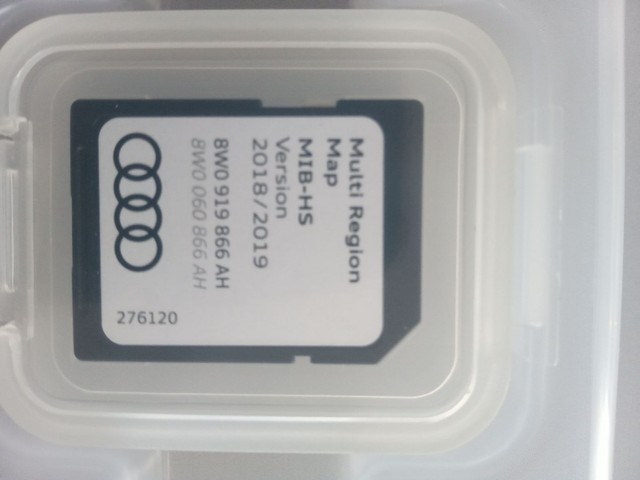 Multi Region
Map
MIB-HS
Version
2018/2019
8W0 919 866 AH
8W0 060 866 AH
276120